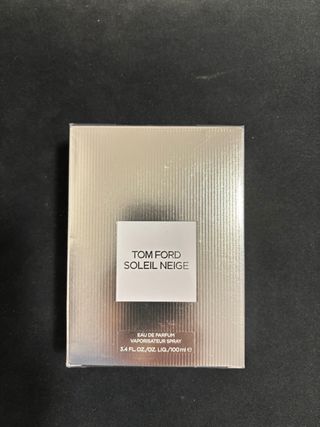 TOM FORD
SOLEIL NEIGE
EAU DE PARFUM
VAPORISATEUR SPRAY
3.4 FL.OZ./OZ. LIQ./100 ml ℮